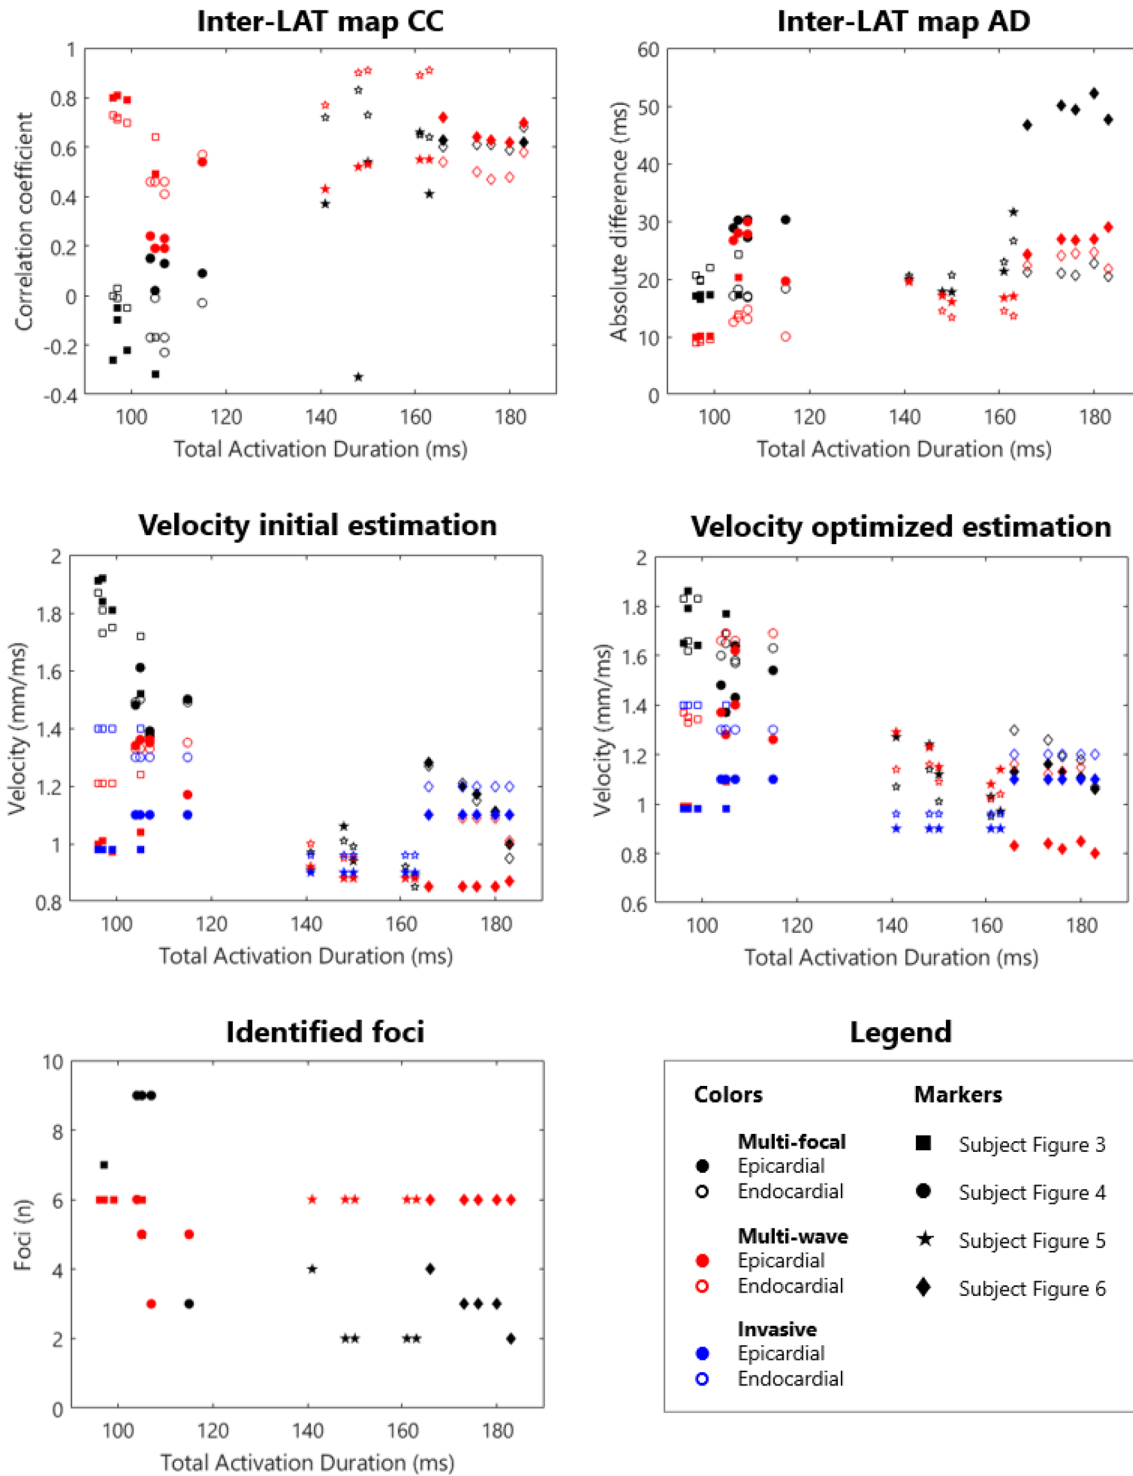 Inter-LAT map CC
Inter-LAT map AD
1
0.8
0.6
0.4
0.2
0
-0.2
-0.4
Correlation coefficient
100 120 140 160 180
Total Activation Duration (ms)
60
50
40
30
20
10
0
Absolute difference (ms)
100 120 140 160 180
Total Activation Duration (ms)
Velocity initial estimation
Velocity optimized estimation
2
1.8
1.6
1.4
1.2
1
0.8
Velocity (mm/ms)
100 120 140 160 180
Total Activation Duration (ms)
2
1.8
1.6
1.4
1.2
1
0.8
0.6
Velocity (mm/ms)
100 120 140 160 180
Total Activation Duration (ms)
Identified foci
10
8
6
4
2
0
Foci (n)
100 120 140 160 180
Total Activation Duration (ms)
Legend
Colors
Multi-focal
Epicardial
Endocardial
Multi-wave
Epicardial
Endocardial
Invasive
Epicardial
Endocardial
Markers
Subject Figure 3
Subject Figure 4
Subject Figure 5
Subject Figure 6